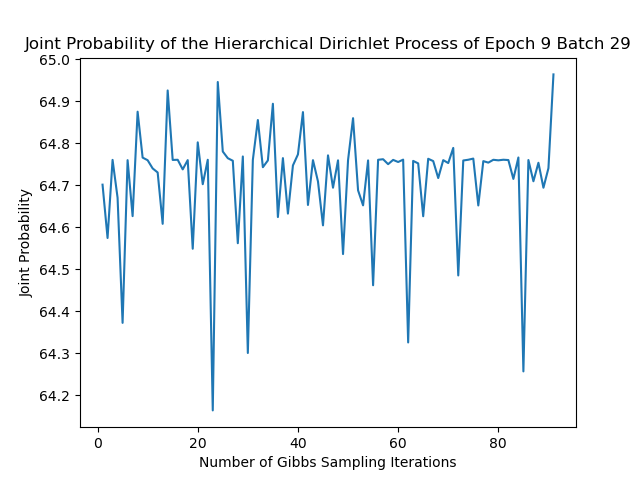 Joint Probability of the Hierarchical Dirichlet Process of Epoch 9 Batch 29
65.0
64.9
64.8
64.7
64.6
64.5
64.4
64.3
64.2
Joint Probability
0 20 40 60 80
Number of Gibbs Sampling Iterations